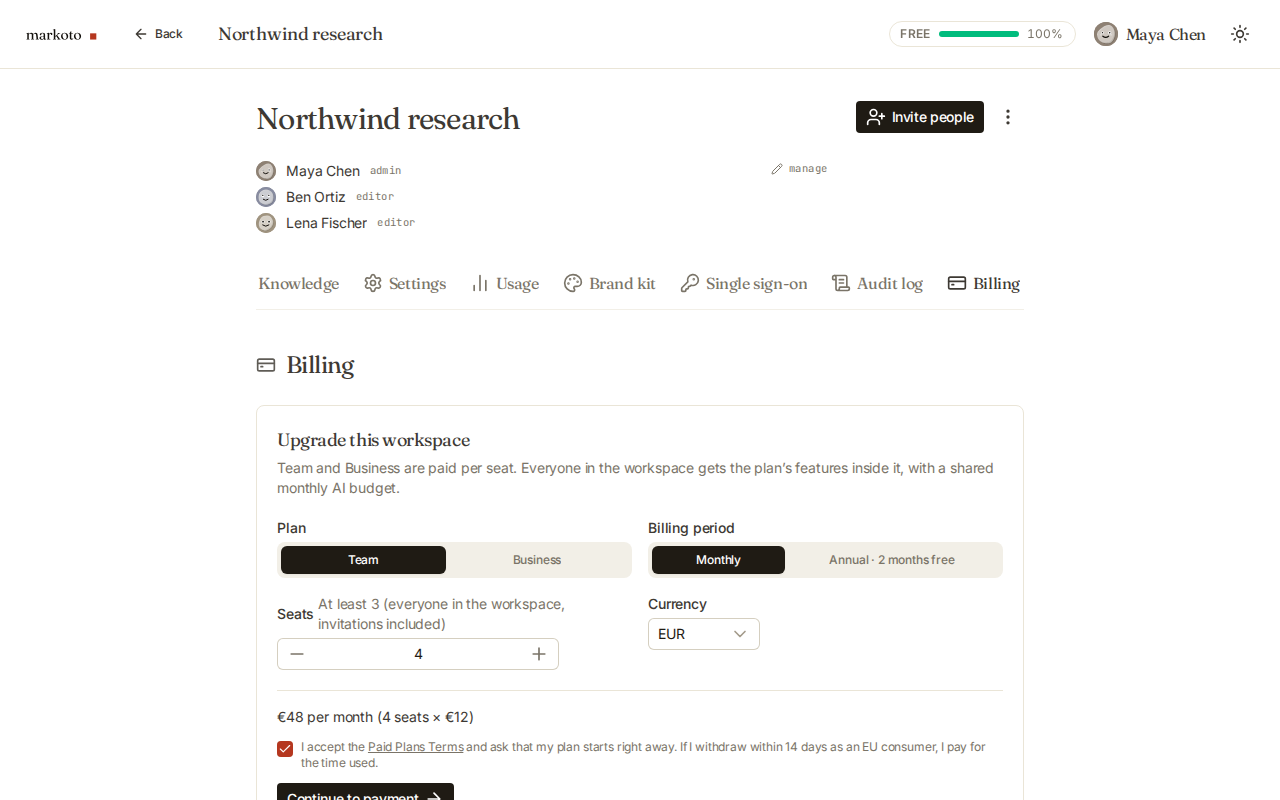 markoto
Back
Northwind research
FREE 100%
Maya Chen
Northwind research
Invite people
Maya Chen admin
manage
Ben Ortiz editor
Lena Fischer editor
Knowledge Settings Usage Brand kit Single sign-on Audit log Billing
Billing
Upgrade this workspace
Team and Business are paid per seat. Everyone in the workspace gets the plan’s features inside it, with a shared
monthly AI budget.
Plan
Team Business
Billing period
Monthly Annual · 2 months free
Seats At least 3 (everyone in the workspace,
invitations included)
4
Currency
EUR
€48 per month (4 seats × €12)
I accept the Paid Plans Terms and ask that my plan starts right away. If I withdraw within 14 days as an EU consumer, I pay for
the time used.
Continue to payment